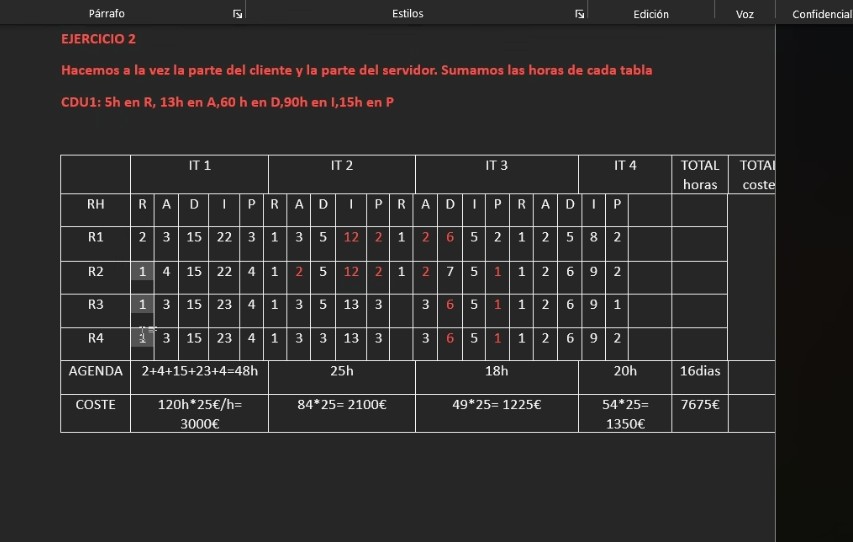 Párrafo Estilos Edición Voz Confidencial
EJERCICIO 2
Hacemos a la vez la parte del cliente y la parte del servidor. Sumamos las horas de cada tabla
CDU1: 5h en R, 13h en A,60 h en D,90h en I,15h en P
IT 1 IT 2 IT 3 IT 4 TOTAL horas TOTAL coste
RH R A D I P R A D I P R A D I P R A D I P
R1 2 3 15 22 3 1 3 5 12 2 1 2 6 5 2 1 2 5 8 2
R2 1 4 15 22 4 1 2 5 12 2 1 2 7 5 1 1 2 6 9 2
R3 1 3 15 23 4 1 3 5 13 3 3 6 5 1 1 2 6 9 1
R4 3 15 23 4 1 3 3 13 3 3 6 5 1 1 2 6 9 2
AGENDA 2+4+15+23+4=48h 25h 18h 20h 16dias
COSTE 120h*25€/h= 84*25= 2100€ 49*25= 1225€ 54*25= 7675€
3000€ 1350€